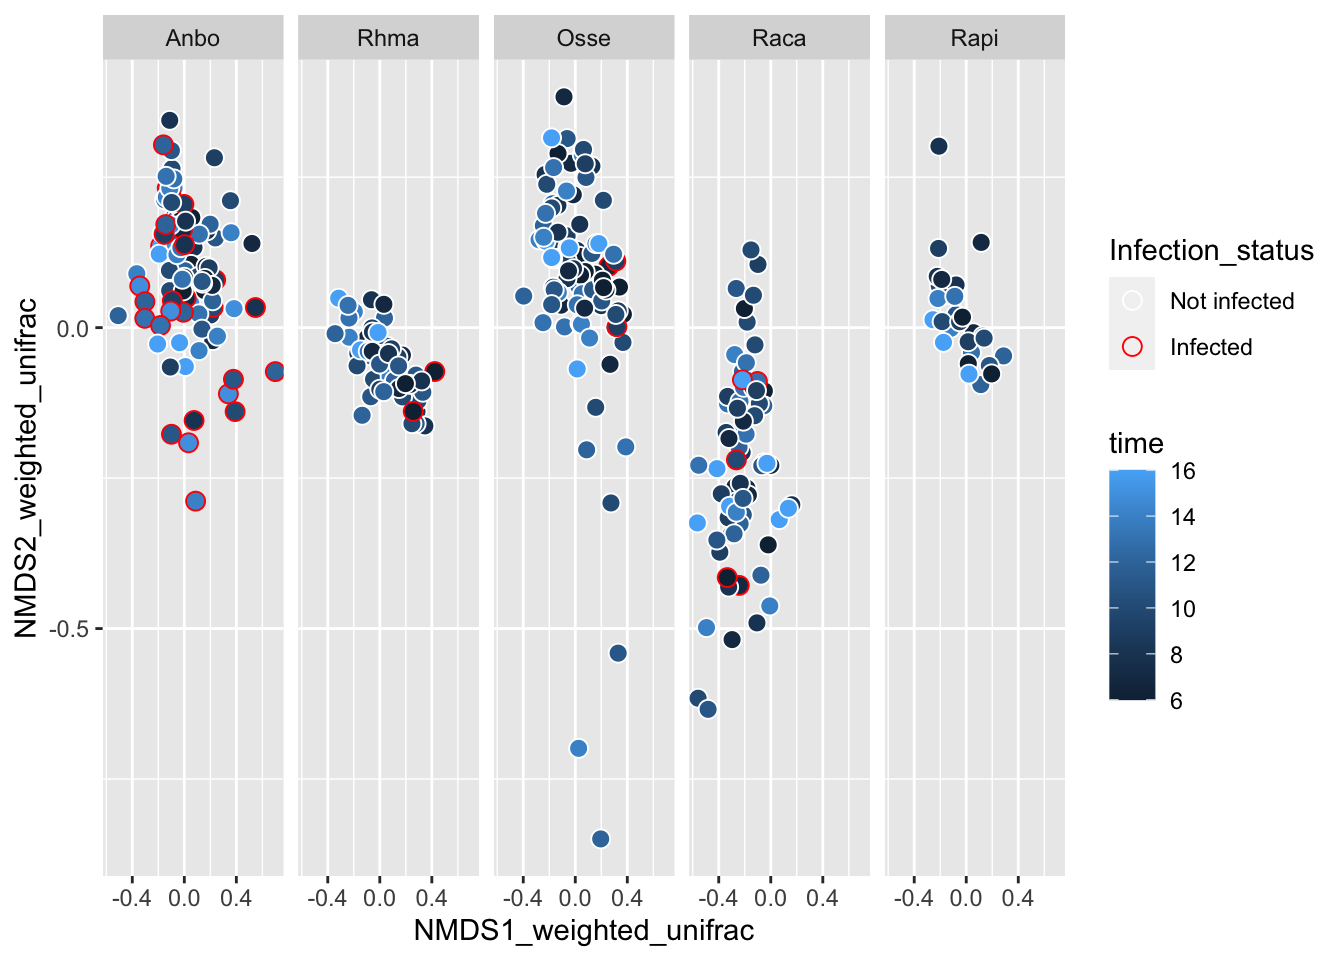 Anbo Rhma Osse Raca Rapi
NMDS2_weighted_unifrac
0.0
-0.5
-0.4 0.0 0.4 -0.4 0.0 0.4 -0.4 0.0 0.4 -0.4 0.0 0.4 -0.4 0.0 0.4
NMDS1_weighted_unifrac
Infection_status
Not infected
Infected
time
16
14
12
10
8
6